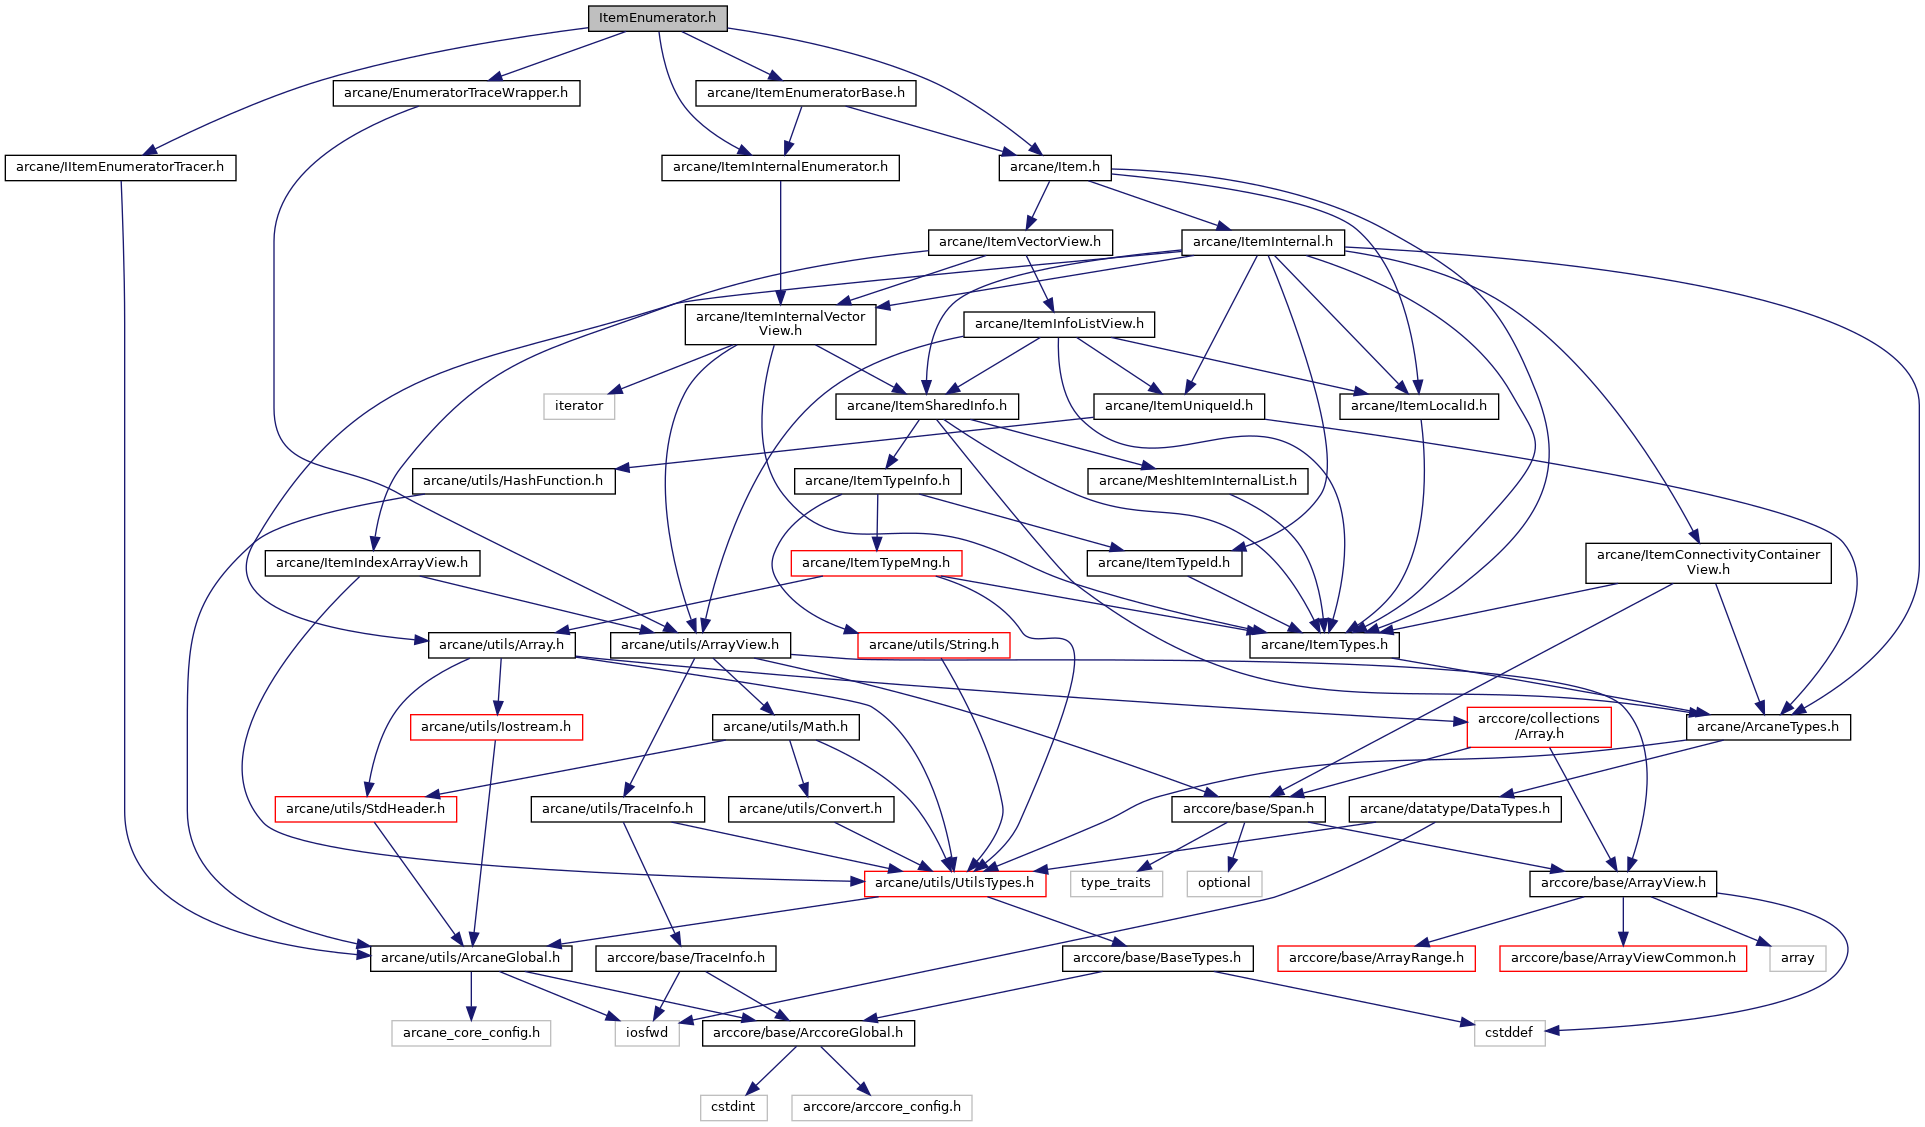 ItemEnumerator.h
arcane/EnumeratorTraceWrapper.h
arcane/ItemEnumeratorBase.h
arcane/IItemEnumeratorTracer.h
arcane/ItemInternalEnumerator.h
arcane/Item.h
arcane/ItemVectorView.h
arcane/ItemInternal.h
arcane/ItemInternalVector
View.h
arcane/ItemInfoListView.h
iterator
arcane/ItemSharedInfo.h
arcane/ItemUniqueId.h
arcane/ItemLocalId.h
arcane/utils/HashFunction.h
arcane/ItemTypeInfo.h
arcane/MeshItemInternalList.h
arcane/ItemIndexArrayView.h
arcane/ItemTypeMng.h
arcane/ItemTypeId.h
arcane/ItemConnectivityContainer
View.h
arcane/utils/Array.h
arcane/utils/ArrayView.h
arcane/utils/String.h
arcane/ItemTypes.h
arcane/utils/Iostream.h
arcane/utils/Math.h
arccore/collections
/Array.h
arcane/ArcaneTypes.h
arcane/utils/StdHeader.h
arcane/utils/TraceInfo.h
arcane/utils/Convert.h
arccore/base/Span.h
arcane/datatype/DataTypes.h
arcane/utils/UtilsTypes.h
type_traits
optional
arccore/base/ArrayView.h
arcane/utils/ArcaneGlobal.h
arccore/base/TraceInfo.h
arccore/base/BaseTypes.h
arccore/base/ArrayRange.h
arccore/base/ArrayViewCommon.h
array
arcane_core_config.h
iosfwd
arccore/base/ArccoreGlobal.h
cstddef
cstdint
arccore/arccore_config.h